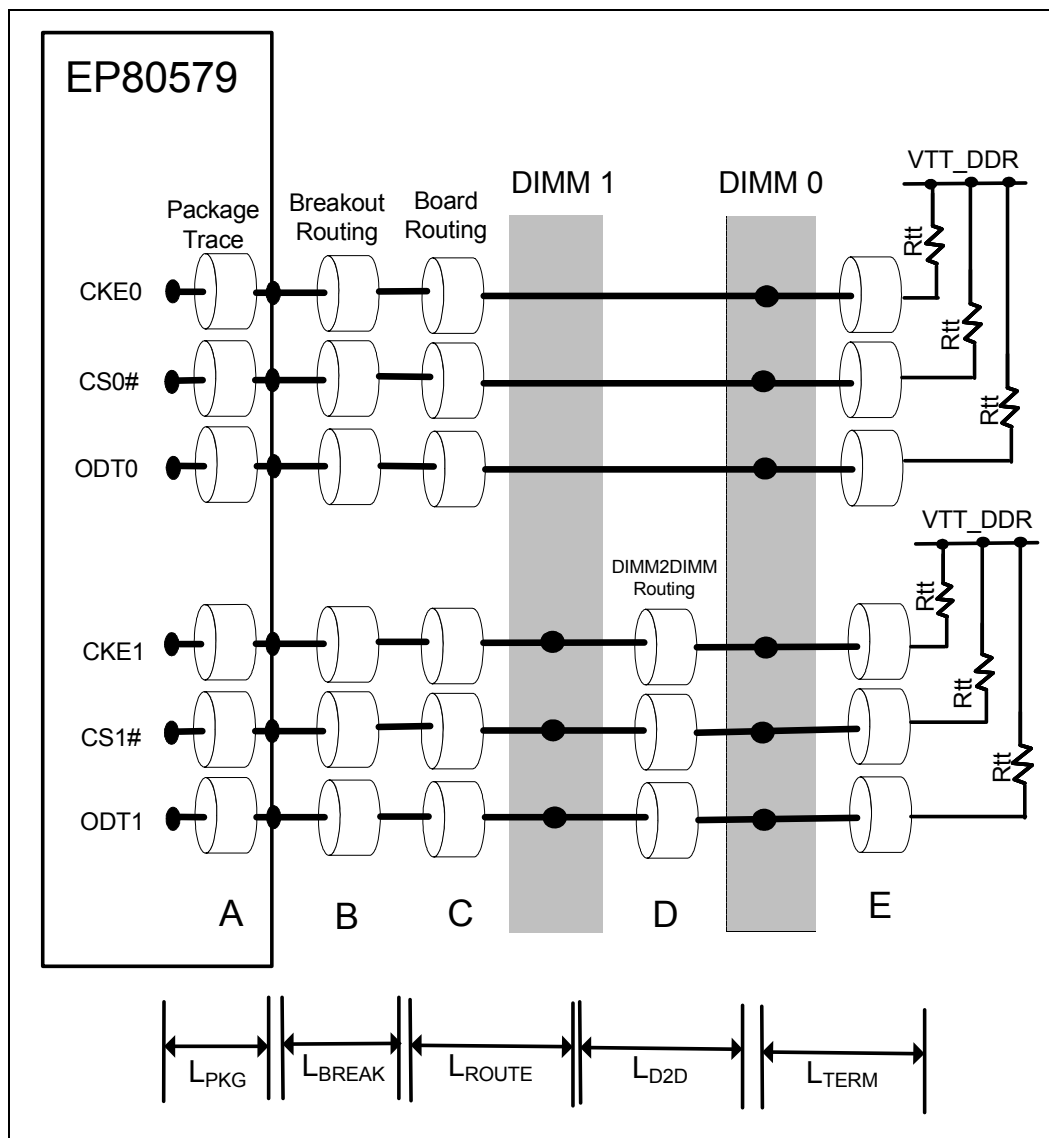 EP80579
VTT_DDR
DIMM 1
DIMM 0
Package
Trace
Breakout
Routing
Board
Routing
Rtt
CKE0
Rtt
CS0#
Rtt
ODT0
VTT_DDR
DIMM2DIMM
Routing
Rtt
CKE1
Rtt
CS1#
Rtt
ODT1
A
B
C
D
E
LPKG
LBREAK
LROUTE
LD2D
LTERM